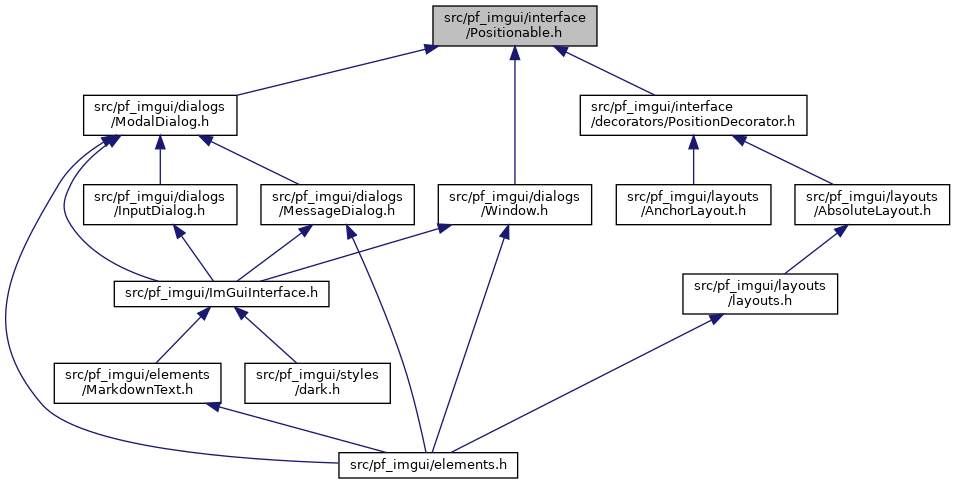 src/pf_imgui/interface
/Positionable.h
src/pf_imgui/dialogs
/ModalDialog.h
src/pf_imgui/interface
/decorators/PositionDecorator.h
src/pf_imgui/dialogs
/InputDialog.h
src/pf_imgui/dialogs
/MessageDialog.h
src/pf_imgui/dialogs
/Window.h
src/pf_imgui/layouts
/AnchorLayout.h
src/pf_imgui/layouts
/AbsoluteLayout.h
src/pf_imgui/ImGuiInterface.h
src/pf_imgui/layouts
/layouts.h
src/pf_imgui/elements
/MarkdownText.h
src/pf_imgui/styles
/dark.h
src/pf_imgui/elements.h